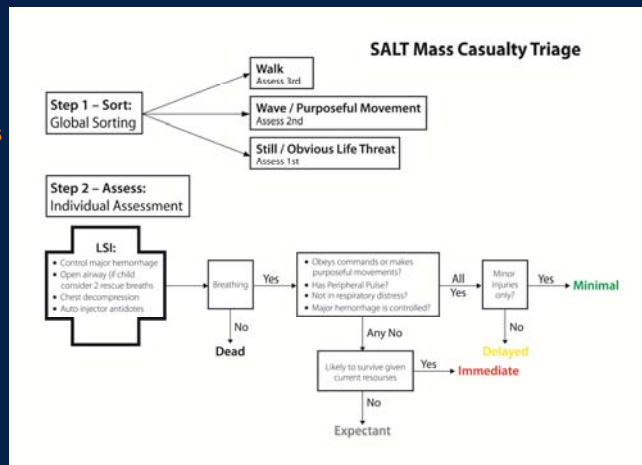 SALT Mass Casualty Triage
Step 1 – Sort:
Global Sorting
Walk
Assess 3rd
Wave / Purposeful Movement
Assess 2nd
Still / Obvious Life Threat
Assess 1st
Step 2 – Assess:
Individual Assessment
LSI:
• Control major hemorrhage
• Open airway (if child
consider 2 rescue breaths
• Chest decompression
• Auto injector antidotes
Breathing
Yes
No
Dead
• Obeys commands or makes
purposeful movements?
• Has Peripheral Pulse?
• Not in respiratory distress?
• Major hemorrhage is controlled?
All
Yes
Minor
Injuries
only?
Yes
Minimal
No
Delayed
Any No
Likely to survive given
current resourses
Yes
Immediate
No
Expectant
s